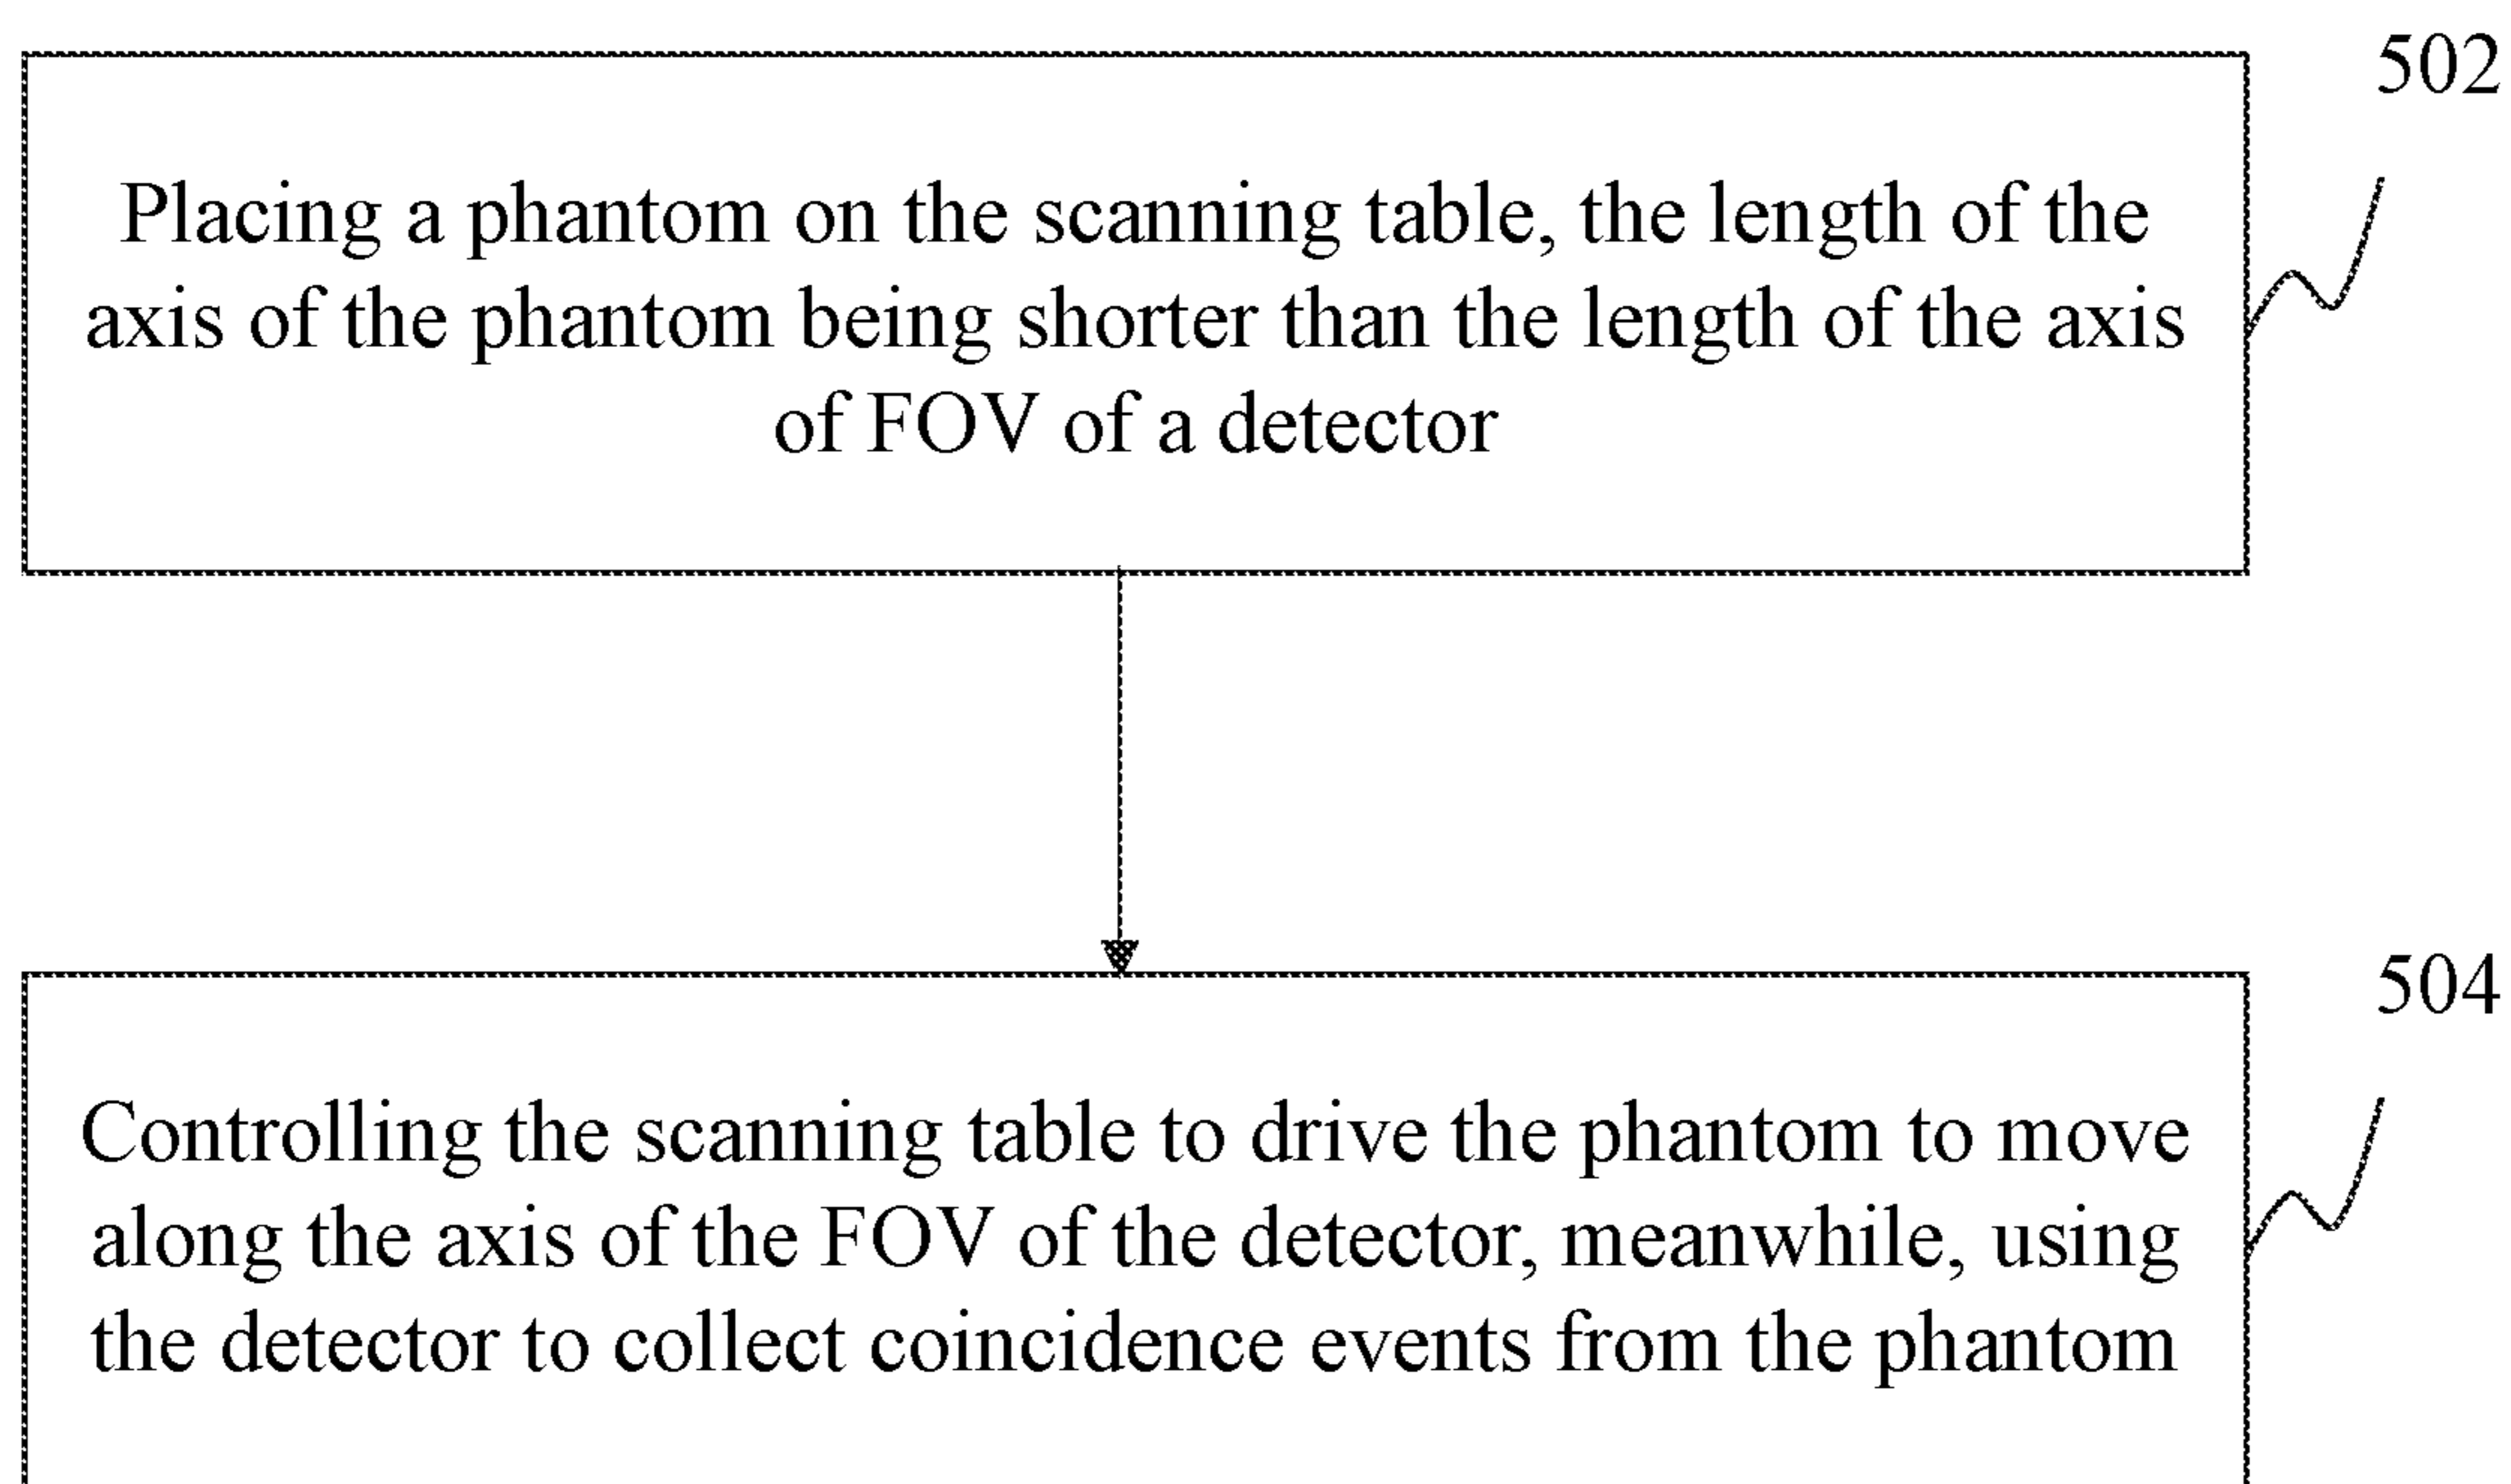 502
Placing a phantom on the scanning table, the length of the
axis of the phantom being shorter than the length of the axis
of FOV of a detector
504
Controlling the scanning table to drive the phantom to move
along the axis of the FOV of the detector, meanwhile, using
the detector to collect coincidence events from the phantom